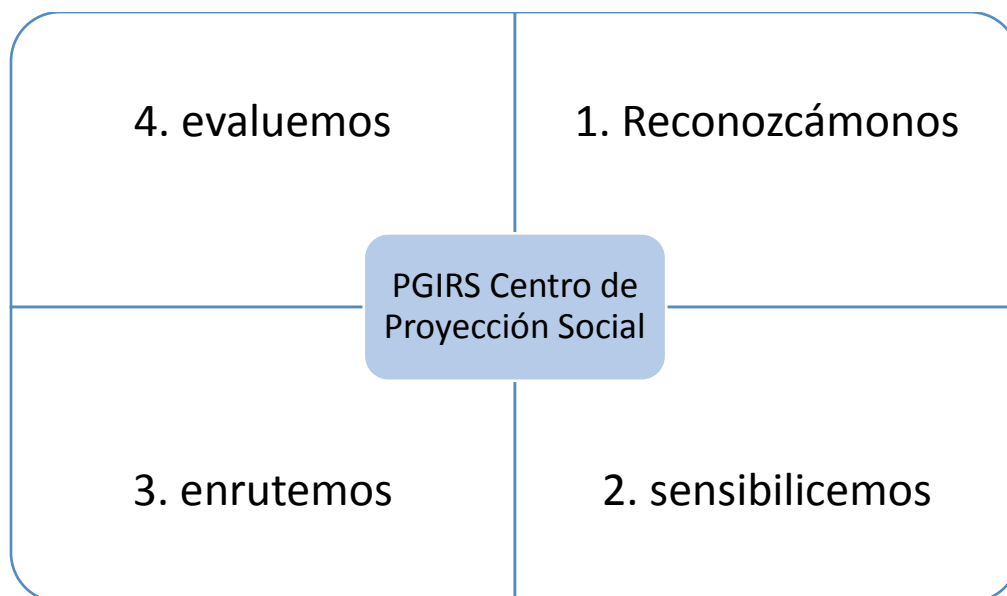 4. evaluemos
1. Reconozcámonos
PGIRS Centro de
Proyección Social
3. enrutemos
2. sensibilicemos